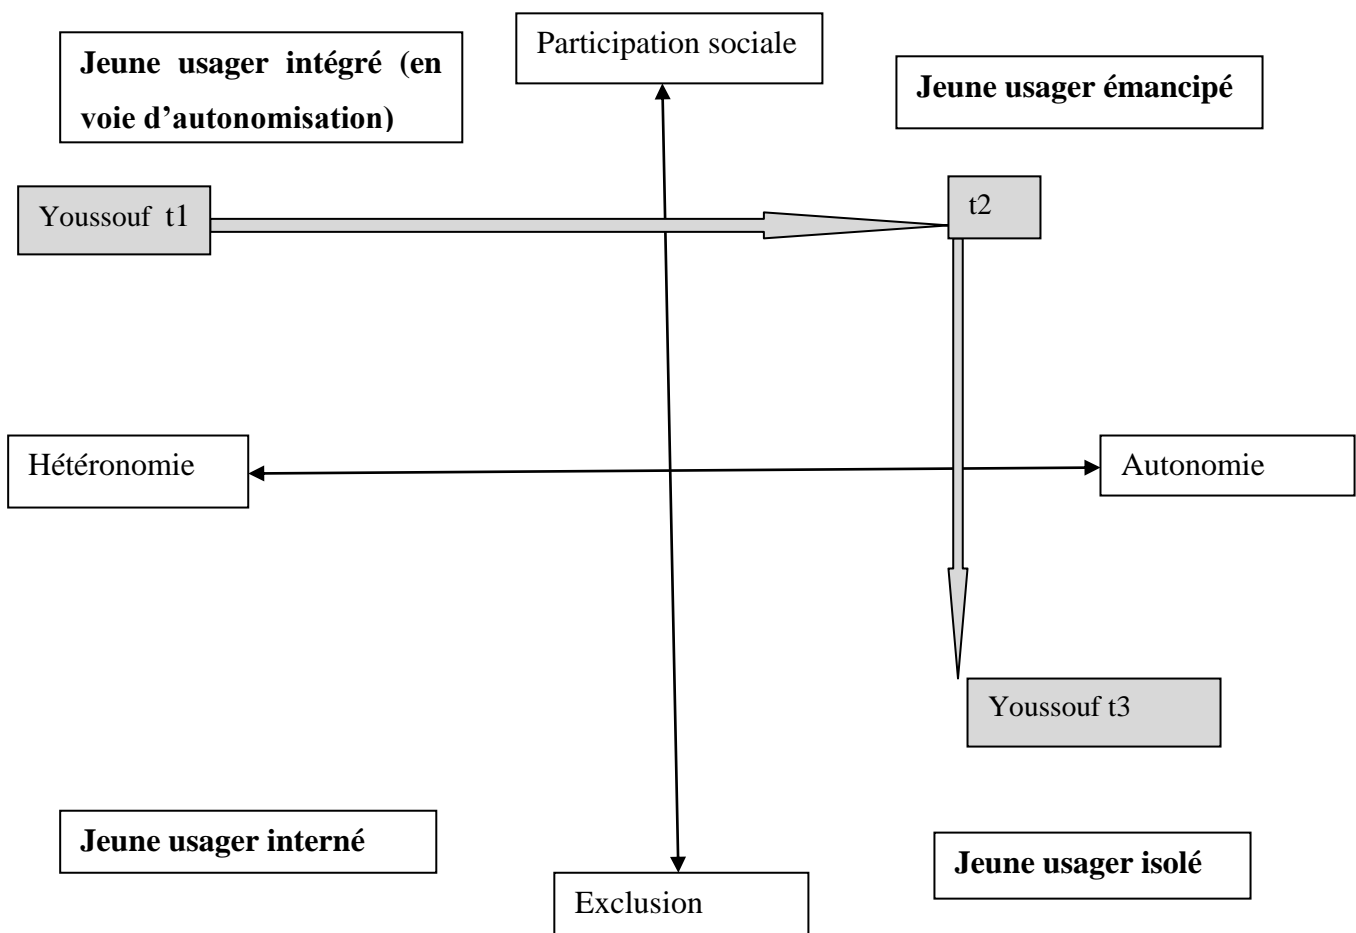 Participation sociale
Jeune usager intégré (en
voie d’autonomisation)
Jeune usager émancipé
Youssouf t1
t2
Hétéronomie
Autonomie
Youssouf t3
Jeune usager interné
Jeune usager isolé
Exclusion